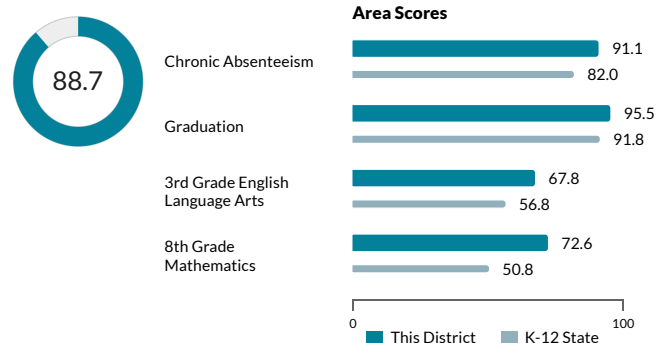 88.7
Area Scores
Chronic Absenteeism
91.1
82.0
Graduation
95.5
91.8
3rd Grade English
Language Arts
67.8
56.8
8th Grade
Mathematics
72.6
50.8
0
100
This District
K-12 State